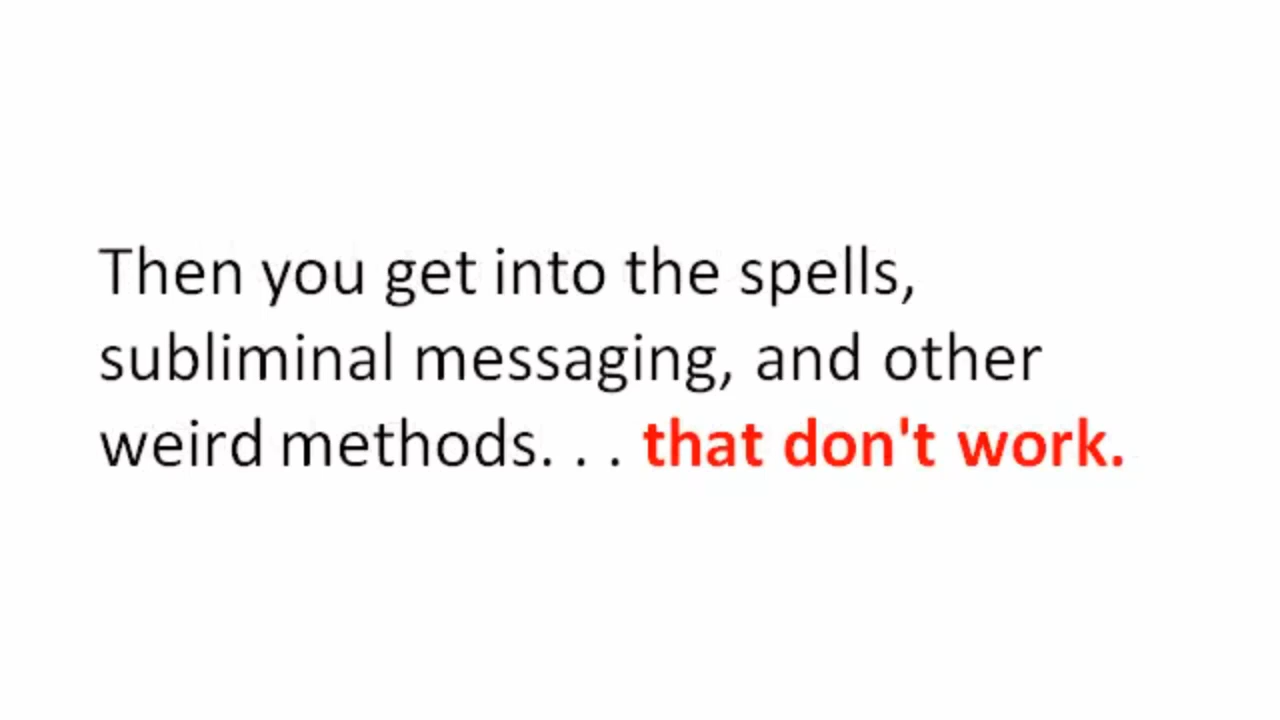 Then you get into the spells,
subliminal messaging, and other
weird methods. . . that don't work.